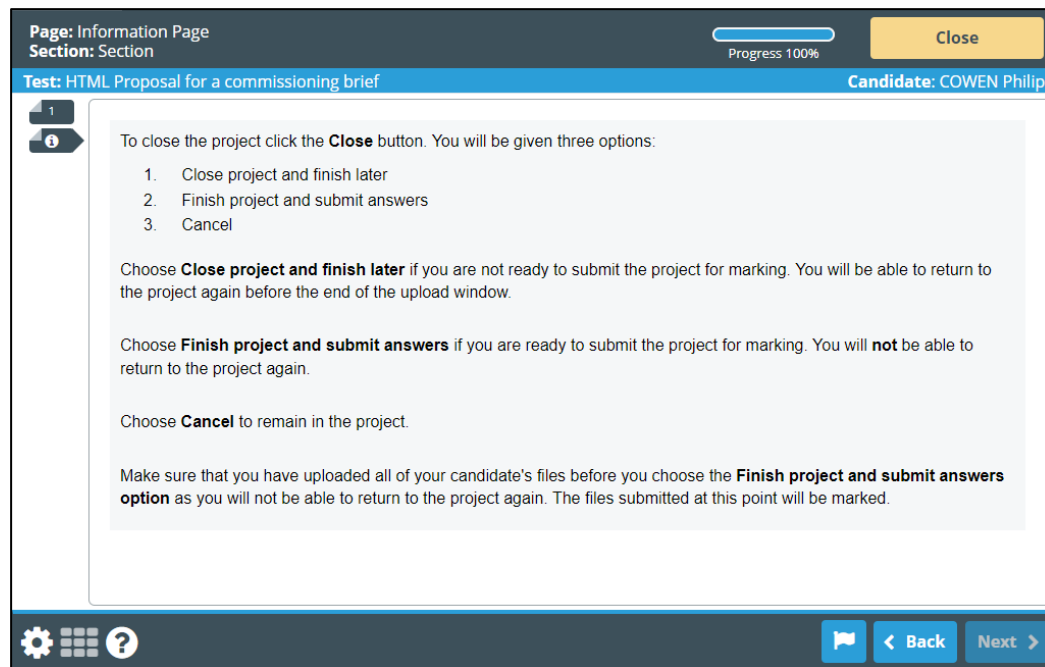 Page: Information Page
Section: Section
Progress 100%
Close
Test: HTML Proposal for a commissioning brief
Candidate: COWEN Philip
1
To close the project click the Close button. You will be given three options:
1. Close project and finish later
2. Finish project and submit answers
3. Cancel
Choose Close project and finish later if you are not ready to submit the project for marking. You will be able to return to
the project again before the end of the upload window.
Choose Finish project and submit answers if you are ready to submit the project for marking. You will not be able to
return to the project again.
Choose Cancel to remain in the project.
Make sure that you have uploaded all of your candidate's files before you choose the Finish project and submit answers
option as you will not be able to return to the project again. The files submitted at this point will be marked.
Back
Next